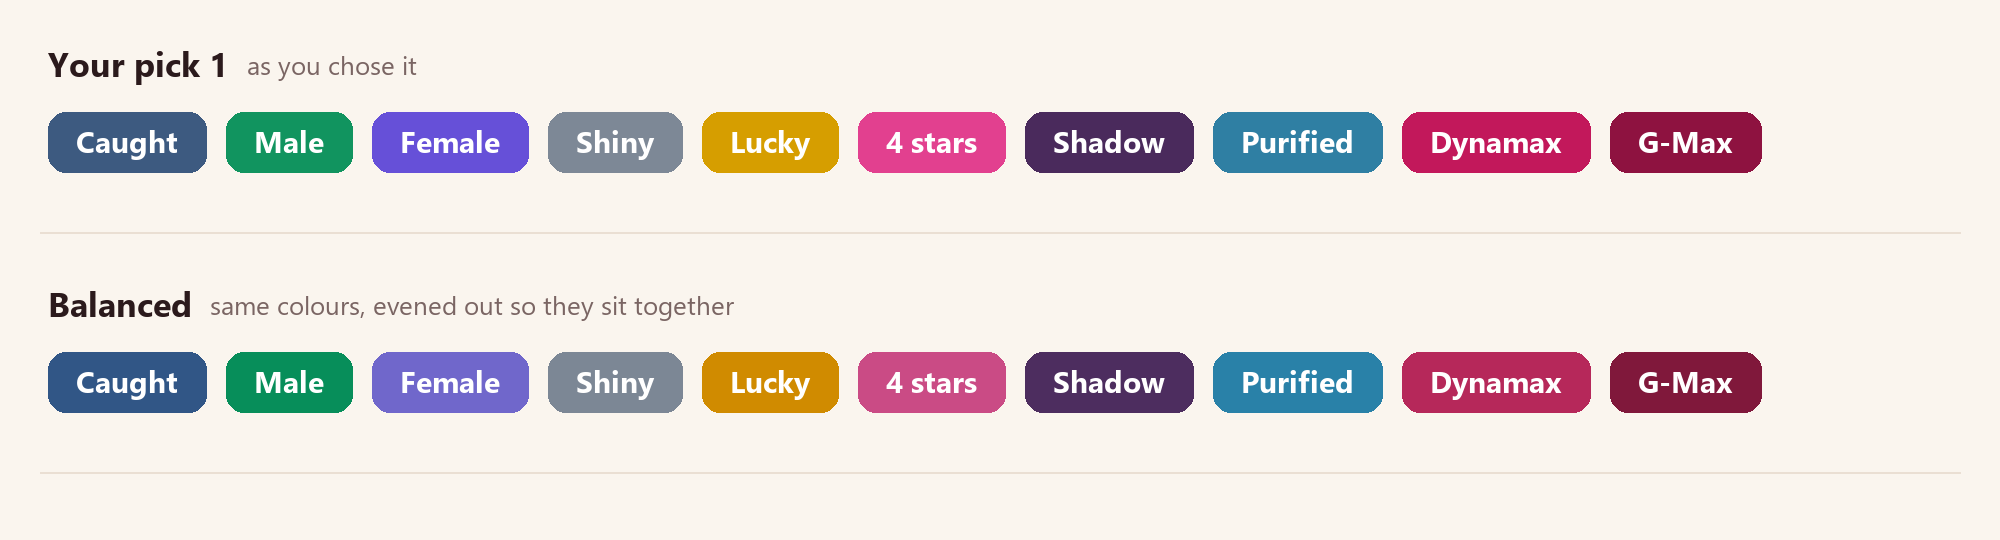 Your pick 1 as you chose it
Caught Male Female Shiny Lucky 4 stars Shadow Purified Dynamax G-Max
Balanced same colours, evened out so they sit together
Caught Male Female Shiny Lucky 4 stars Shadow Purified Dynamax G-Max